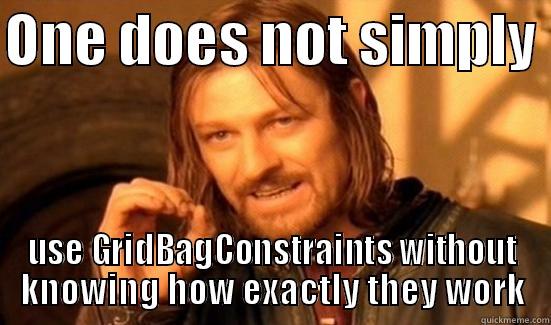 One does not simply
use GridBagConstraints without
knowing how exactly they work
quickmeme.com